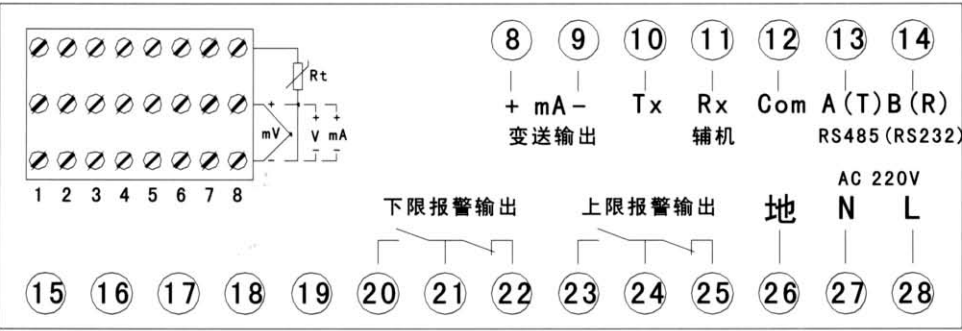 8 9 10 11 12 13 14
+ mA - Tx Rx Com A(T) B(R)
变送输出 辅机 RS485(RS232)
Rt
+ + +
mV V mA
- - -
1 2 3 4 5 6 7 8
AC 220V
下限报警输出 上限报警输出 地 N L
15 16 17 18 19 20 21 22 23 24 25 26 27 28